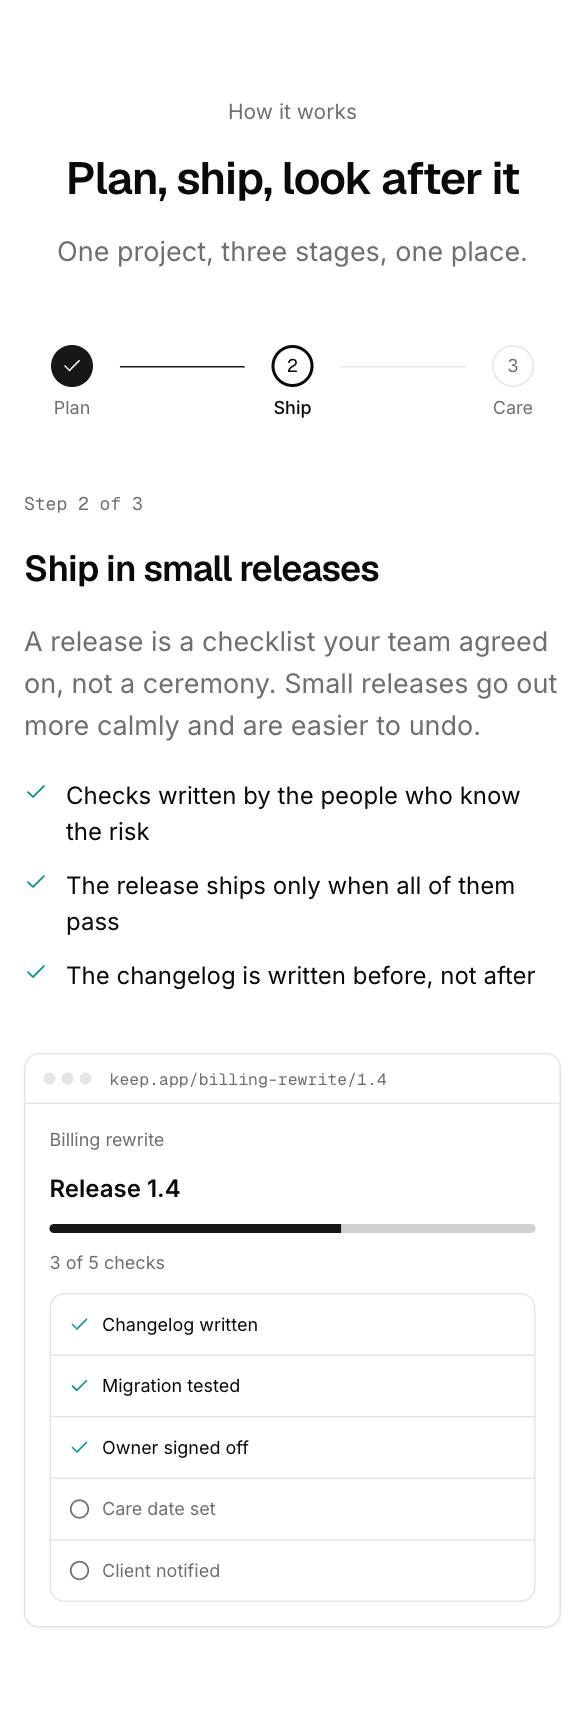 How it works
Plan, ship, look after it
One project, three stages, one place.
2
3
Plan
Ship
Care
Step 2 of 3
Ship in small releases
A release is a checklist your team agreed
on, not a ceremony. Small releases go out
more calmly and are easier to undo.
Checks written by the people who know
the risk
The release ships only when all of them
pass
The changelog is written before, not after
keep.app/billing-rewrite/1.4
Billing rewrite
Release 1.4
3 of 5 checks
Changelog written
Migration tested
Owner signed off
Care date set
Client notified